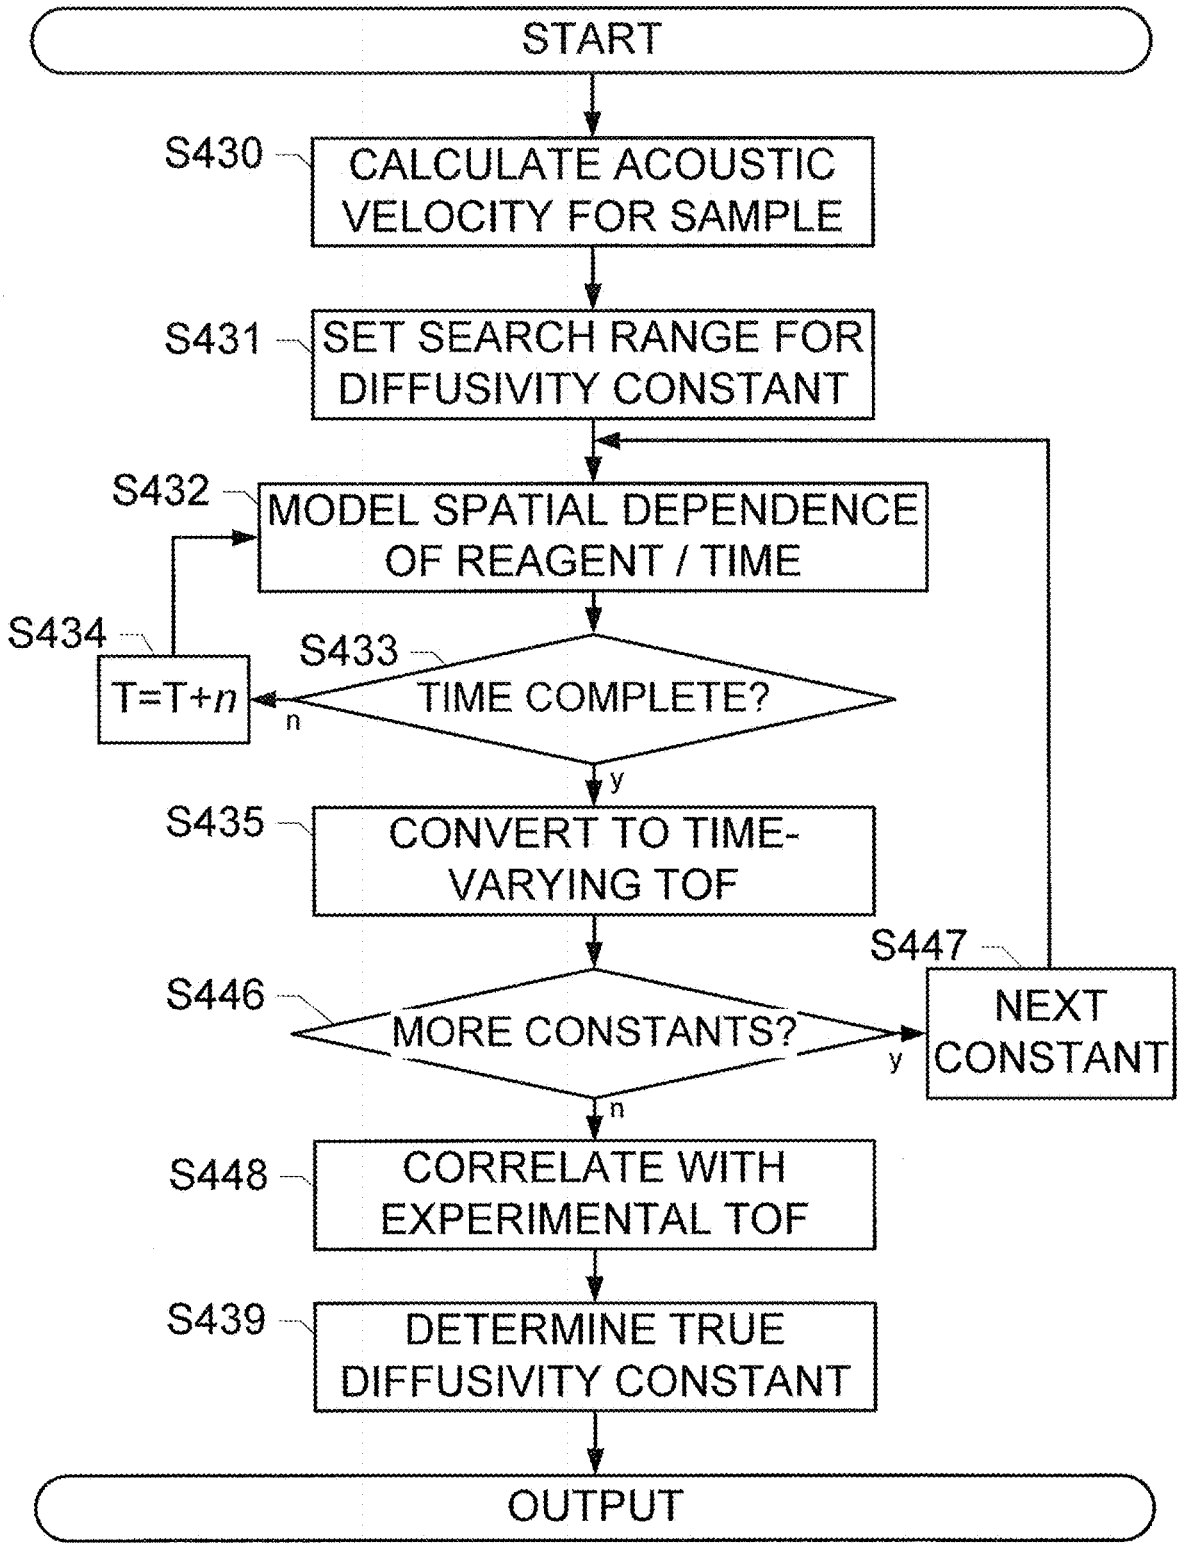 START
S430
CALCULATE ACOUSTIC
VELOCITY FOR SAMPLE
S431
SET SEARCH RANGE FOR
DIFFUSIVITY CONSTANT
S432
MODEL SPATIAL DEPENDENCE
OF REAGENT / TIME
S434
T=T+n
S433
TIME COMPLETE?
n
y
S435
CONVERT TO TIME-
VARYING TOF
S446
MORE CONSTANTS?
y
n
S447
NEXT
CONSTANT
S448
CORRELATE WITH
EXPERIMENTAL TOF
S439
DETERMINE TRUE
DIFFUSIVITY CONSTANT
OUTPUT